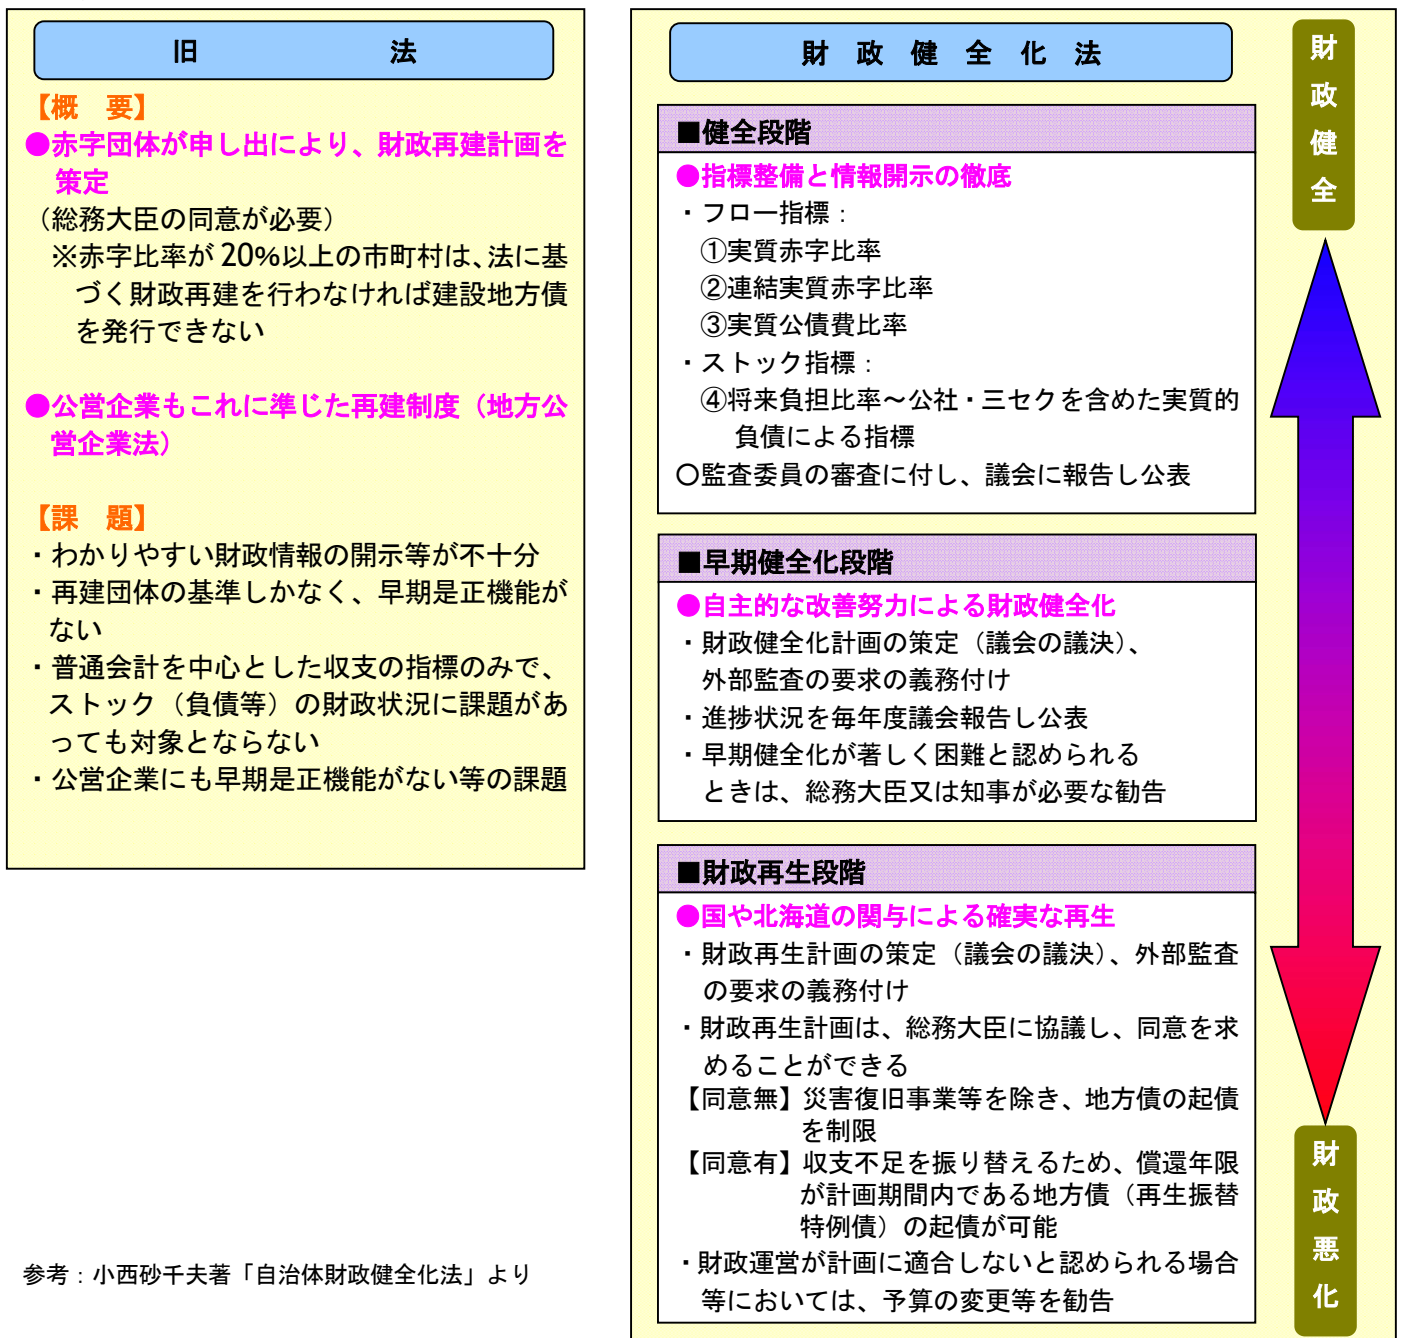 旧　法
【概　要】
●赤字団体が申し出により、財政再建計画を
策定
（総務大臣の同意が必要）
※赤字比率が20%以上の市町村は、法に基
づく財政再建を行わなければ建設地方債
を発行できない
●公営企業もこれに準じた再建制度（地方公
営企業法）
【課　題】
・わかりやすい財政情報の開示等が不十分
・再建団体の基準しかなく、早期是正機能が
ない
・普通会計を中心とした収支の指標のみで、
ストック（負債等）の財政状況に課題があ
っても対象とならない
・公営企業にも早期是正機能がない等の課題
参考：小西砂千夫著「自治体財政健全化法」より
財政健全化法
■健全段階
●指標整備と情報開示の徹底
・フロー指標：
①実質赤字比率
②連結実質赤字比率
③実質公債費比率
・ストック指標：
④将来負担比率～公社・三セクを含めた実質的
負債による指標
○監査委員の審査に付し、議会に報告し公表
■早期健全化段階
●自主的な改善努力による財政健全化
・財政健全化計画の策定（議会の議決）、
外部監査の要求の義務付け
・進捗状況を毎年度議会報告し公表
・早期健全化が著しく困難と認められる
ときは、総務大臣又は知事が必要な勧告
■財政再生段階
●国や北海道の関与による確実な再生
・財政再生計画の策定（議会の議決）、外部監査
の要求の義務付け
・財政再生計画は、総務大臣に協議し、同意を求
めることができる
【同意無】災害復旧事業等を除き、地方債の起債
を制限
【同意有】収支不足を振り替えるため、償還年限
が計画期間内である地方債（再生振替
特例債）の起債が可能
・財政運営が計画に適合しないと認められる場合
等においては、予算の変更等を勧告
財政健全
財政悪化